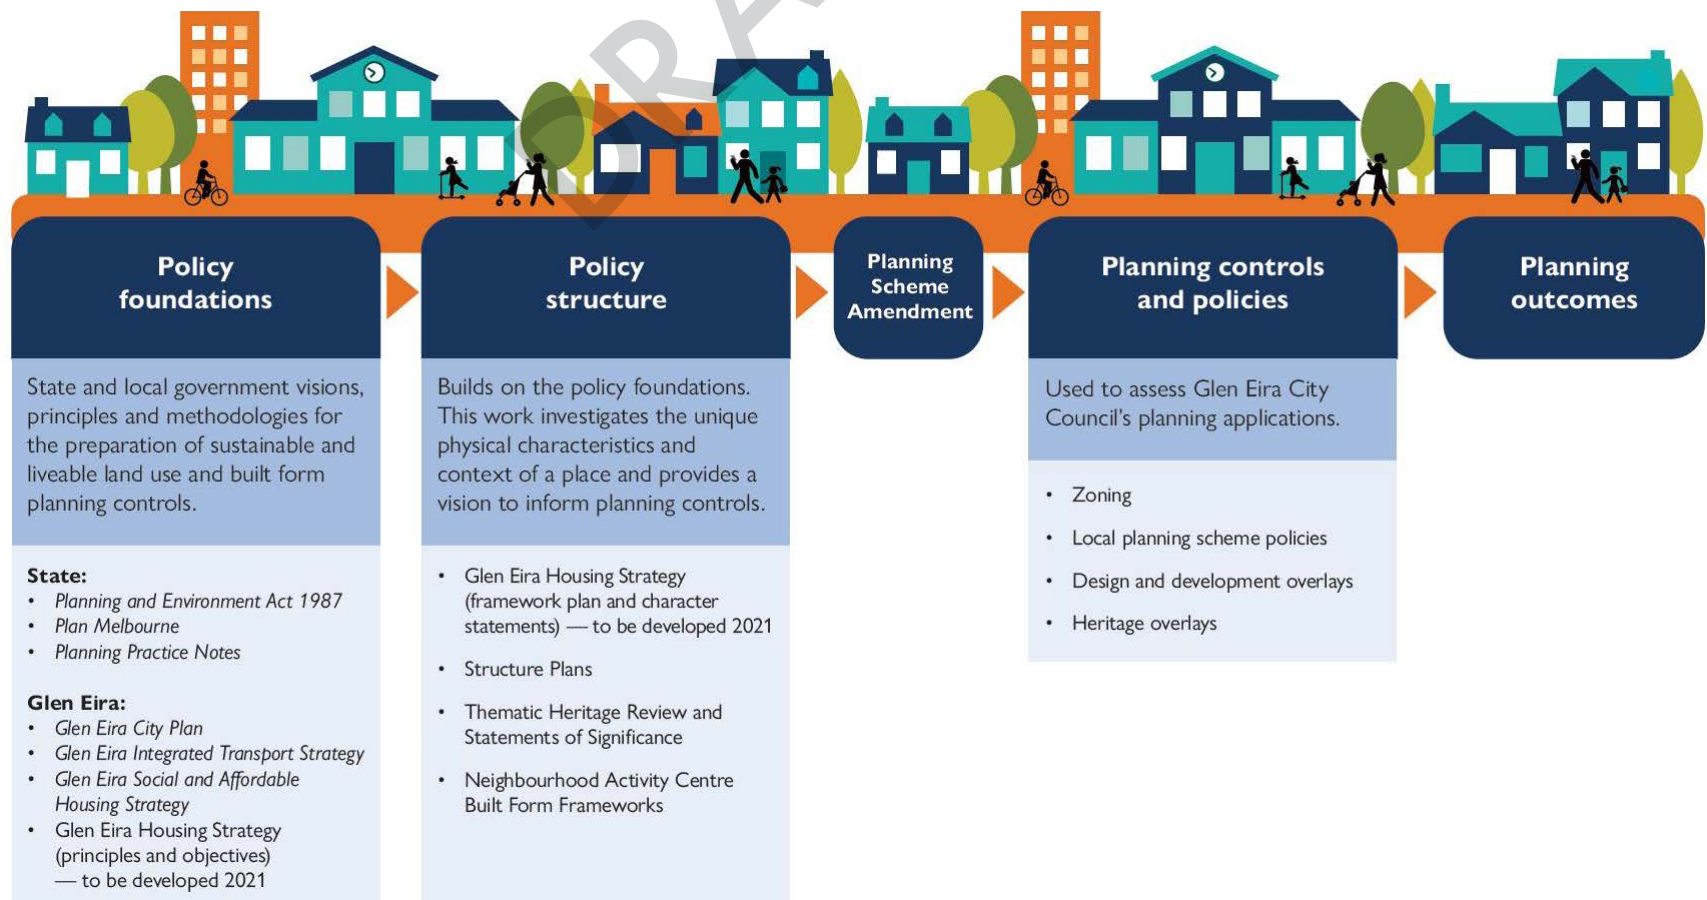 DRA
Policy
foundations
State and local government visions,
principles and methodologies for
the preparation of sustainable and
liveable land use and built form
planning controls.
State:
• Planning and Environment Act 1987
• Plan Melbourne
• Planning Practice Notes
Glen Eira:
• Glen Eira City Plan
• Glen Eira Integrated Transport Strategy
• Glen Eira Social and Affordable
Housing Strategy
• Glen Eira Housing Strategy
(principles and objectives)
— to be developed 2021
Policy
structure
Builds on the policy foundations.
This work investigates the unique
physical characteristics and
context of a place and provides a
vision to inform planning controls.
• Glen Eira Housing Strategy
(framework plan and character
statements) — to be developed 2021
• Structure Plans
• Thematic Heritage Review and
Statements of Significance
• Neighbourhood Activity Centre
Built Form Frameworks
Planning
Scheme
Amendment
Planning controls
and policies
Used to assess Glen Eira City
Council’s planning applications.
• Zoning
• Local planning scheme policies
• Design and development overlays
• Heritage overlays
Planning
outcomes